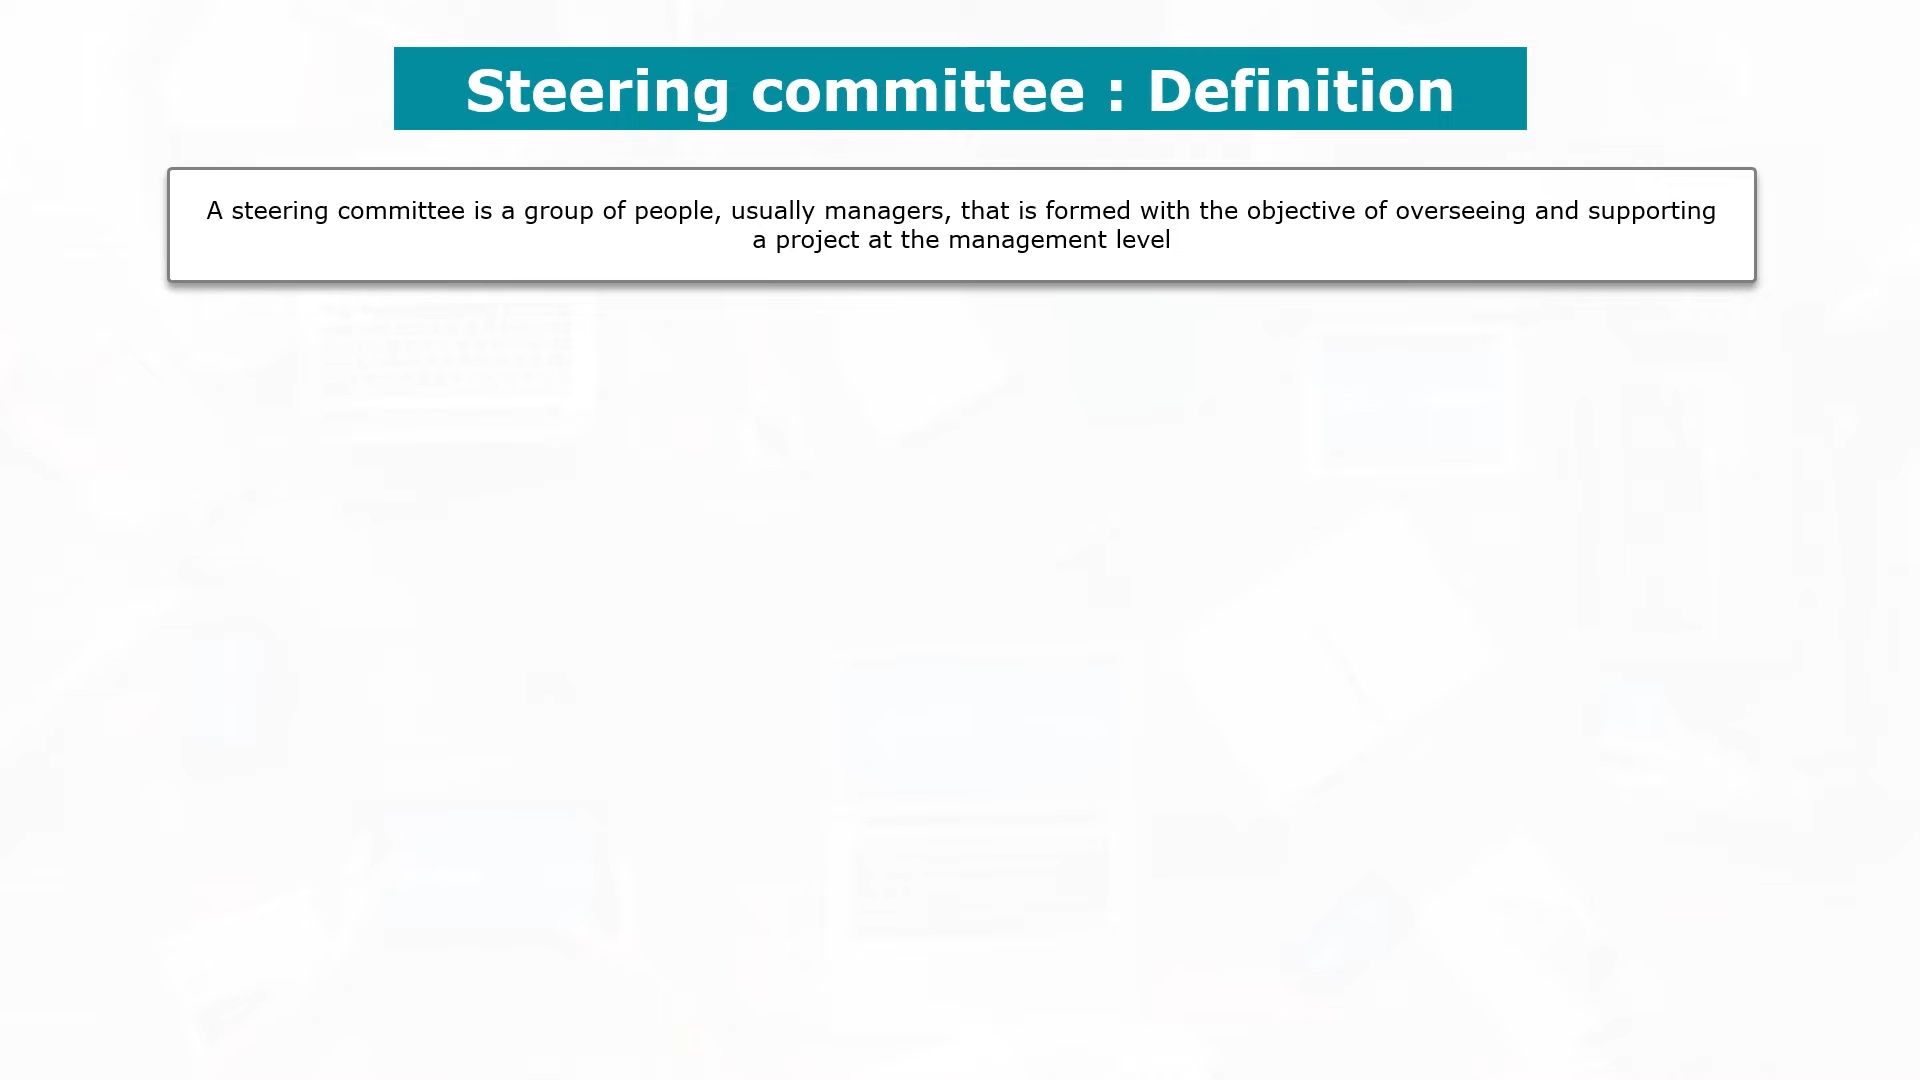 Steering committee : Definition
A steering committee is a group of people, usually managers, that is formed with the objective of overseeing and supporting
a project at the management level